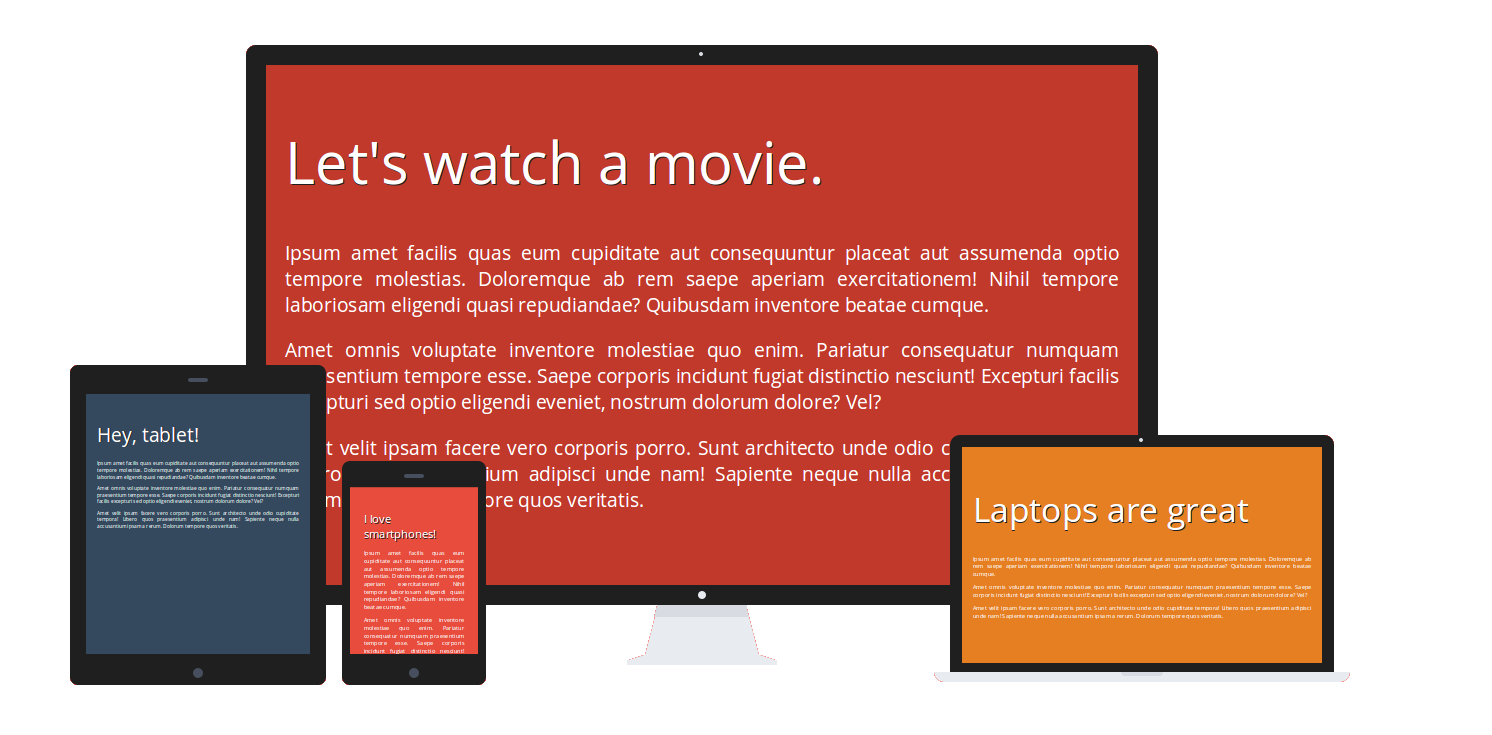 Let's watch a movie.
Ipsum amet facilis quas eum cupiditate aut consequuntur placeat aut assumenda optio
tempore molestias. Doloremque ab rem saepe aperiam exercitationem! Nihil tempore
laboriosam eligendi quasi repudiandae? Quibusdam inventore beatae cumque.
Amet omnis voluptate inventore molestiae quo enim. Pariatur consequatur numquam
sentium tempore esse. Saepe corporis incidunt fugiat distinctio nesciunt! Excepturi facilis
pturi sed optio eligendi eveniet, nostrum dolorum dolore? Vel?
t velit ipsam facere vero corporis porro. Sunt architecto unde odio c
ium adipisci unde nam! Sapiente neque nulla acc
ore quos veritatis.
Hey, tablet!
Ipsum amet facilis quas eum cupiditate aut consequuntur placeat aut assumenda optio
tempore molestias. Doloremque ab rem saepe aperiam exercitationem! Nihil tempore
laboriosam eligendi quasi repudiandae? Quibusdam inventore beatae cumque.
Amet omnis voluptate inventore molestiae quo enim. Pariatur consequatur numquam
praesentium tempore esse. Saepe corporis incidunt fugiat distinctio nesciunt! Excepturi
facilis excepturi sed optio eligendi eveniet, nostrum dolorum dolore? Vel?
Amet velit ipsam facere vero corporis porro. Sunt architecto unde odio cupiditate
tempora! Libero quos praesentium adipisci unde nam! Sapiente neque nulla
accusantium ipsam a rerum. Dolorum tempore quos veritatis.
I love
smartphones!
Ipsum amet facilis quas eum
cupiditate aut consequuntur placeat
aut assumenda optio tempore
molestias. Doloremque ab rem saepe
aperiam exercitationem! Nihil
tempore laboriosam eligendi quasi
repudiandae? Quibusdam inventore
beatae cumque.
Amet omnis voluptate inventore
molestiae quo enim. Pariatur
consequatur numquam praesentium
tempore esse. Saepe corporis
incidunt fugiat distinctio nesciunt!
Laptops are great
Ipsum amet facilis quas eum cupiditate aut consequuntur placeat aut assumenda optio tempore molestias. Doloremque ab
rem saepe aperiam exercitationem! Nihil tempore laboriosam eligendi quasi repudiandae? Quibusdam inventore beatae
cumque.
Amet omnis voluptate inventore molestiae quo enim. Pariatur consequatur numquam praesentium tempore esse. Saepe
corporis incidunt fugiat distinctio nesciunt! Excepturi facilis excepturi sed optio eligendi eveniet, nostrum dolorum dolore? Vel?
Amet velit ipsam facere vero corporis porro. Sunt architecto unde odio cupiditate tempora! Libero quos praesentium adipisci
unde nam! Sapiente neque nulla accusantium ipsam a rerum. Dolorum tempore quos veritatis.